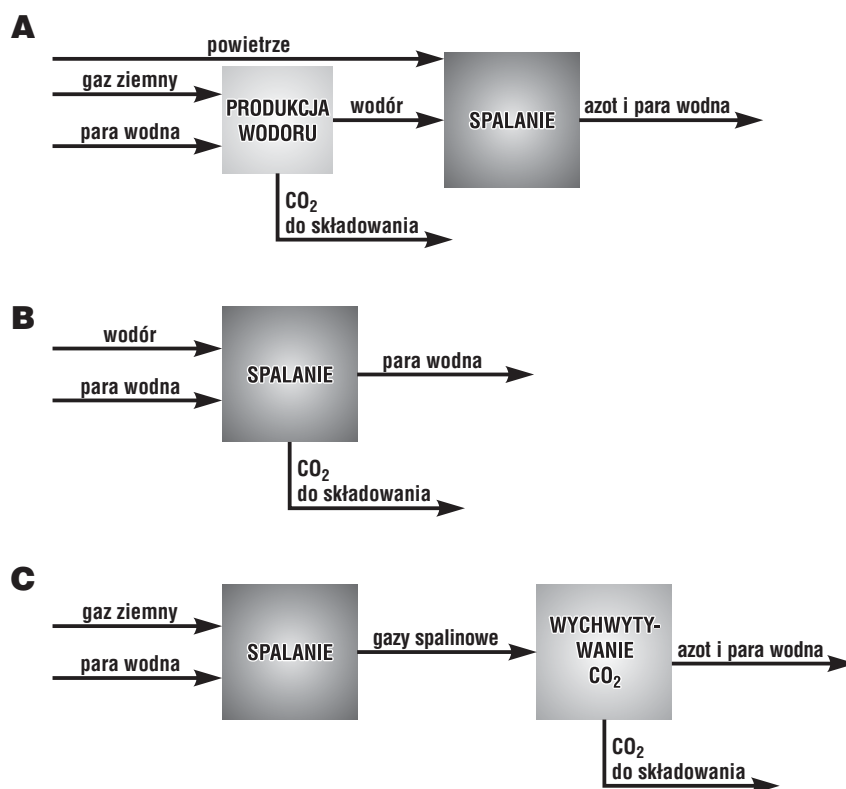 A
powietrze
gaz ziemny
para wodna
PRODUKCJA
WODORU
wodór
SPALANIE
azot i para wodna
CO₂
do składowania
B
wodór
para wodna
SPALANIE
para wodna
CO₂
do składowania
C
gaz ziemny
para wodna
SPALANIE
gazy spalinowe
WYCHWYTY-
WANIE
CO₂
azot i para wodna
CO₂
do składowania